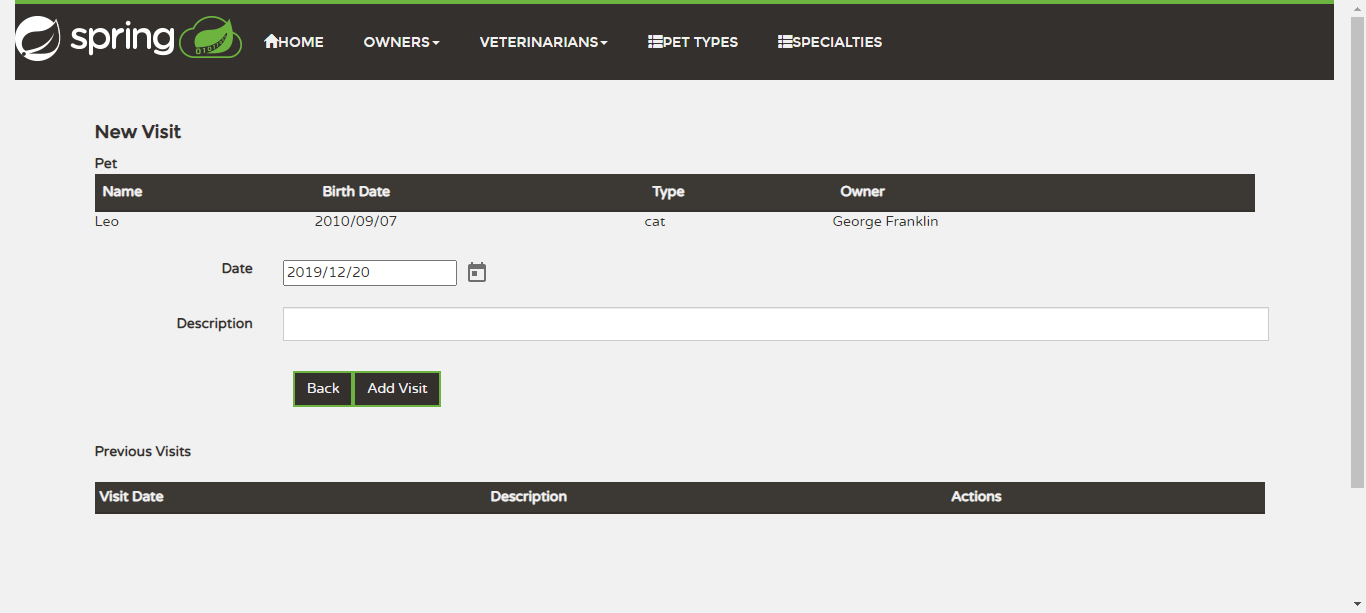 spring HOME OWNERS VETERINARIANS PET TYPES SPECIALTIES
New Visit
Pet
Name Birth Date Type Owner
Leo 2010/09/07 cat George Franklin
Date 2019/12/20
Description
Back Add Visit
Previous Visits
Visit Date Description Actions